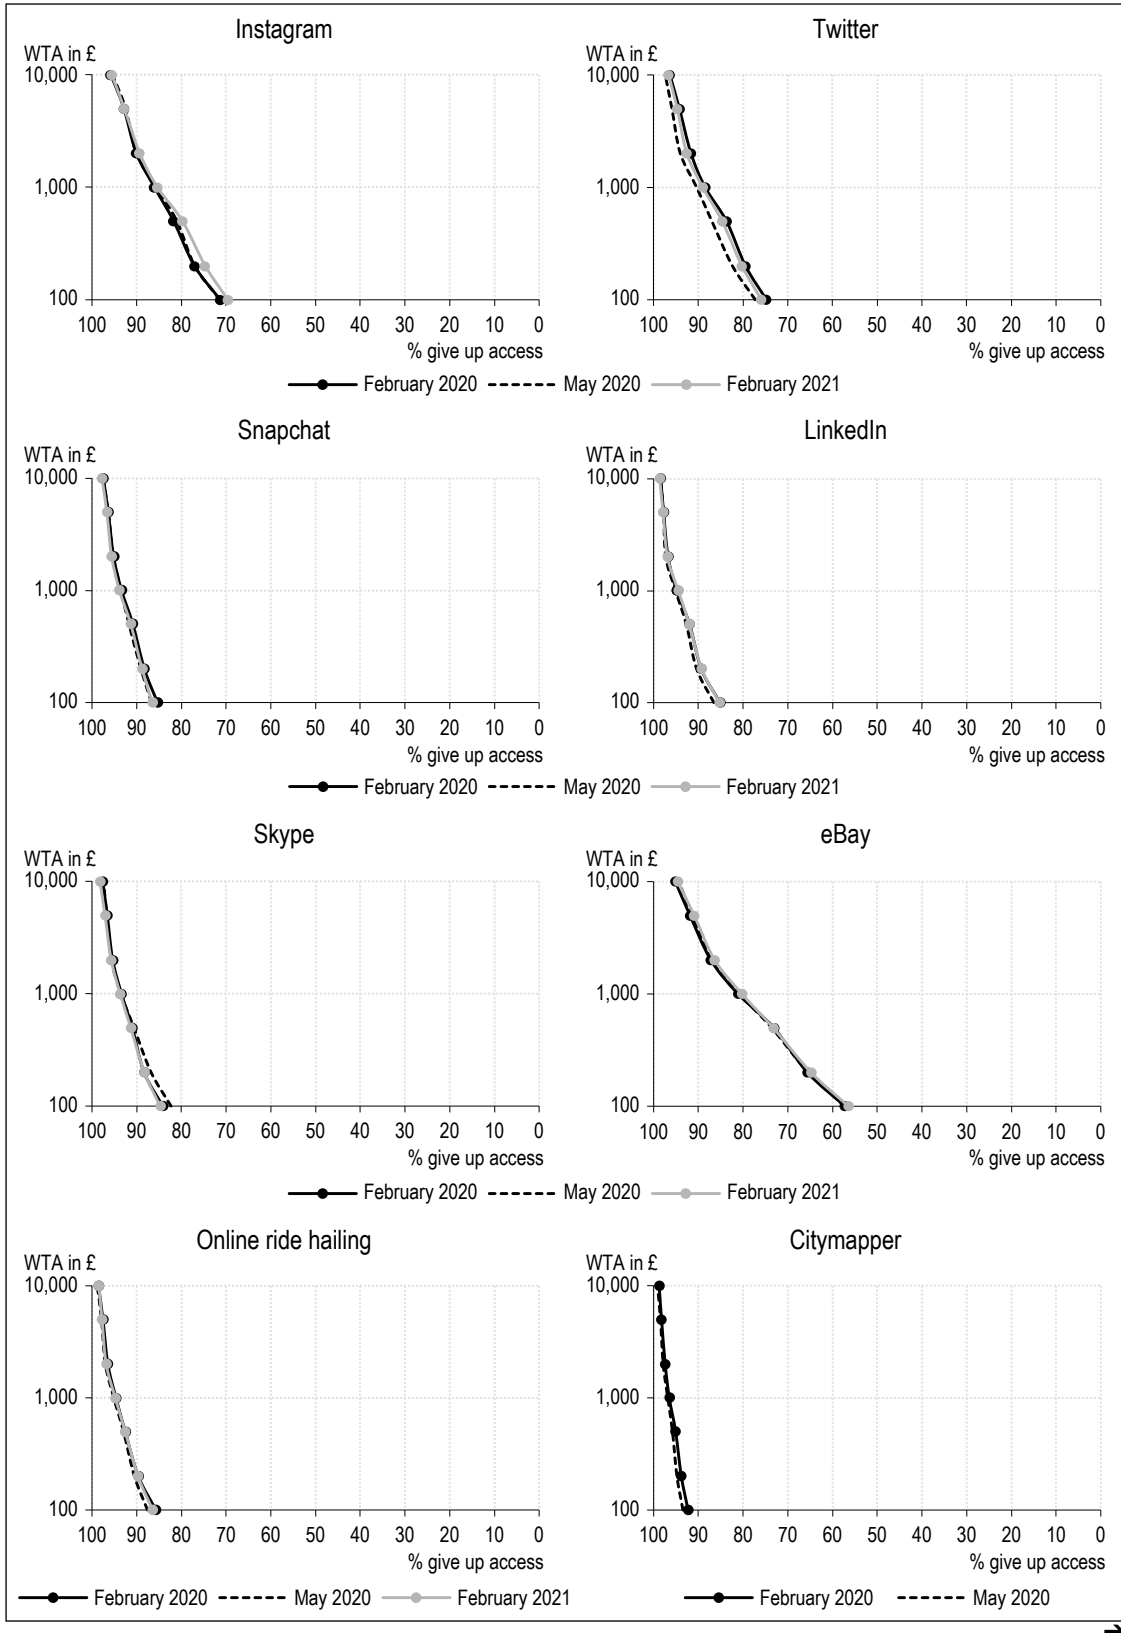 Instagram
WTA in £
10,000
1,000
100
100 90 80 70 60 50 40 30 20 10 0
% give up access
Twitter
WTA in £
10,000
1,000
100
100 90 80 70 60 50 40 30 20 10 0
% give up access
February 2020 May 2020 February 2021
Snapchat
WTA in £
10,000
1,000
100
100 90 80 70 60 50 40 30 20 10 0
% give up access
LinkedIn
WTA in £
10,000
1,000
100
100 90 80 70 60 50 40 30 20 10 0
% give up access
February 2020 May 2020 February 2021
Skype
WTA in £
10,000
1,000
100
100 90 80 70 60 50 40 30 20 10 0
% give up access
eBay
WTA in £
10,000
1,000
100
100 90 80 70 60 50 40 30 20 10 0
% give up access
February 2020 May 2020 February 2021
Online ride hailing
WTA in £
10,000
1,000
100
100 90 80 70 60 50 40 30 20 10 0
% give up access
February 2020 May 2020 February 2021
Citymapper
WTA in £
10,000
1,000
100
100 90 80 70 60 50 40 30 20 10 0
% give up access
February 2020 May 2020